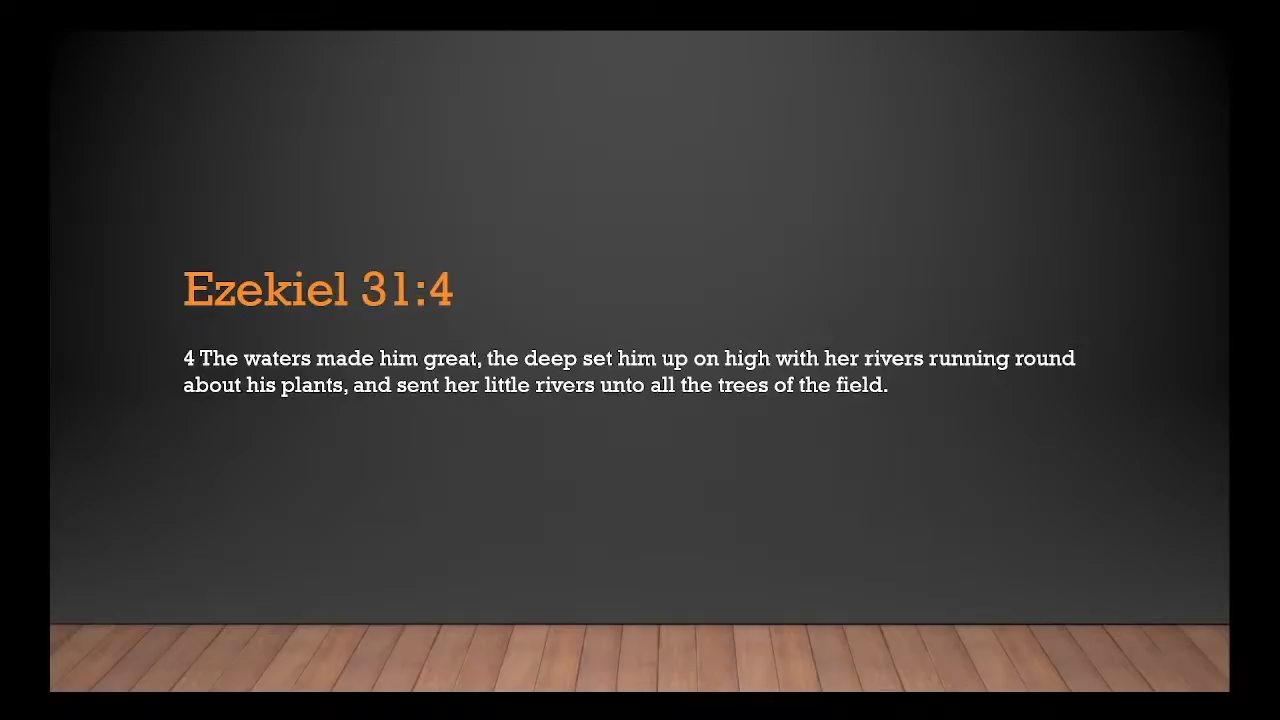 Ezekiel 31:4
4 The waters made him great, the deep set him up on high with her rivers running round
about his plants, and sent her little rivers unto all the trees of the field.